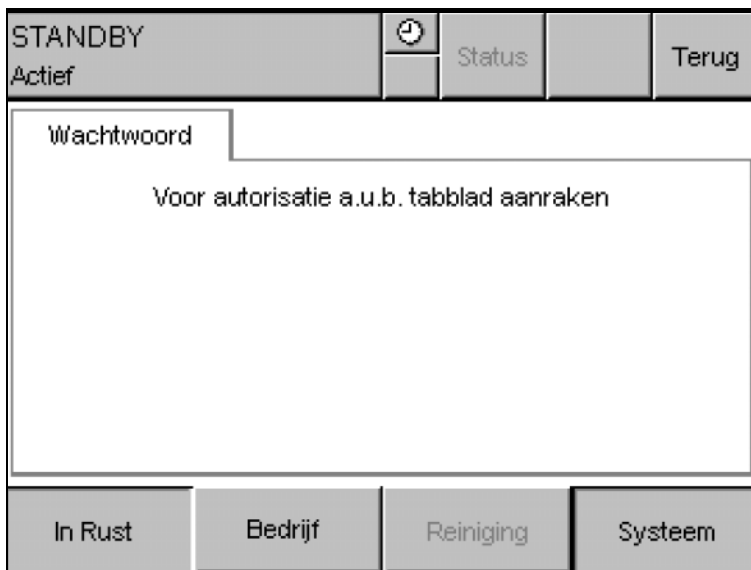 STANDBY
Actief
Status
Terug
Wachtwoord
Voor autorisatie a.u.b. tabblad aanraken
In Rust
Bedrijf
Reiniging
Systeem